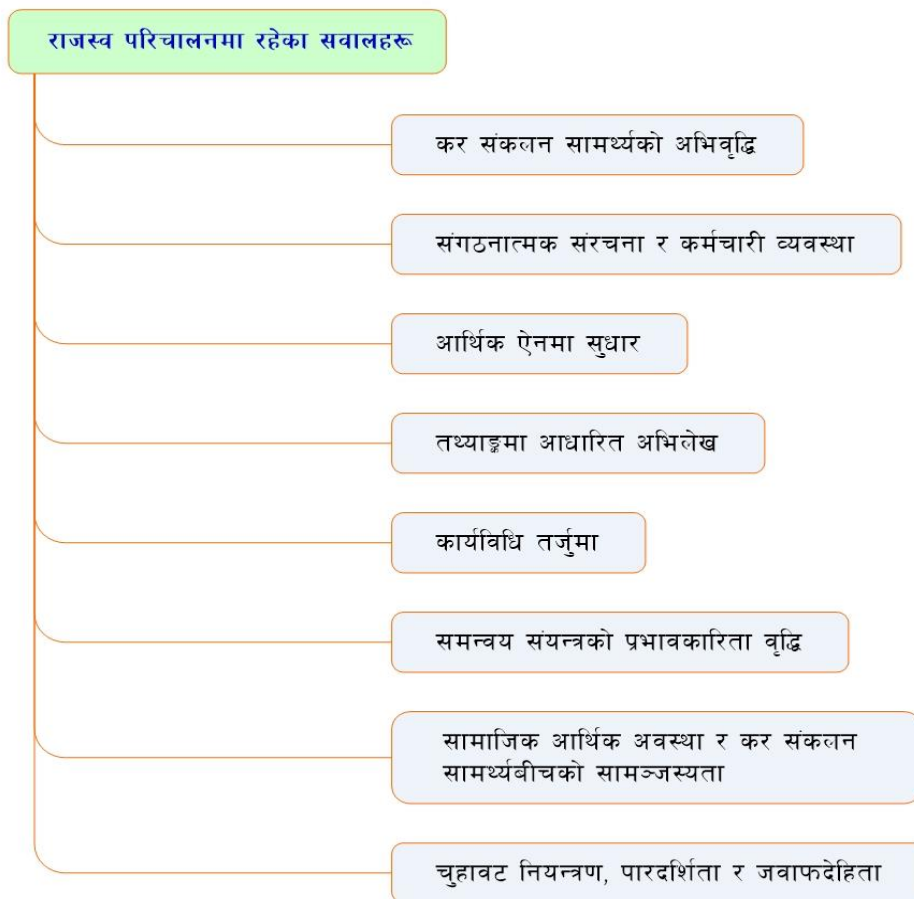 राजस्व परिचालनमा रहेका सवालहरू
कर संकलन सामर्थ्यको अभिवृद्धि
संगठनात्मक संरचना र कर्मचारी व्यवस्था
आर्थिक ऐनमा सुधार
तथ्याङ्कमा आधारित अभिलेख
कार्यविधि तर्जुमा
समन्वय संयन्त्रको प्रभावकारिता वृद्धि
सामाजिक आर्थिक अवस्था र कर संकलन
सामर्थ्यबीचको सामञ्जस्यता
चुहावट नियन्त्रण, पारदर्शिता र जवाफदेहिता